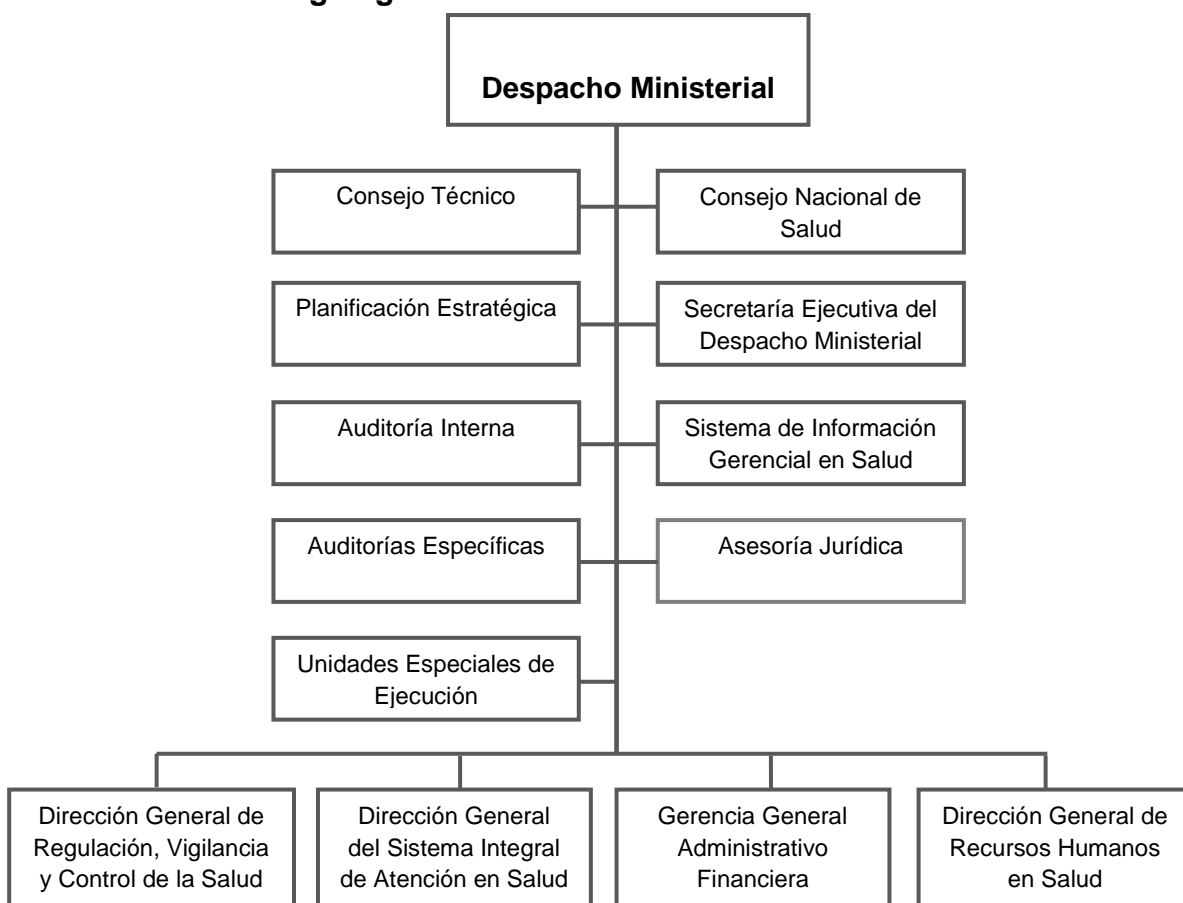 Despacho Ministerial
Consejo Técnico
Consejo Nacional de
Salud
Planificación Estratégica
Secretaría Ejecutiva del
Despacho Ministerial
Auditoría Interna
Sistema de Información
Gerencial en Salud
Auditorías Específicas
Asesoría Jurídica
Unidades Especiales de
Ejecución
Dirección General de
Regulación, Vigilancia
y Control de la Salud
Dirección General
del Sistema Integral
de Atención en Salud
Gerencia General
Administrativo
Financiera
Dirección General de
Recursos Humanos
en Salud